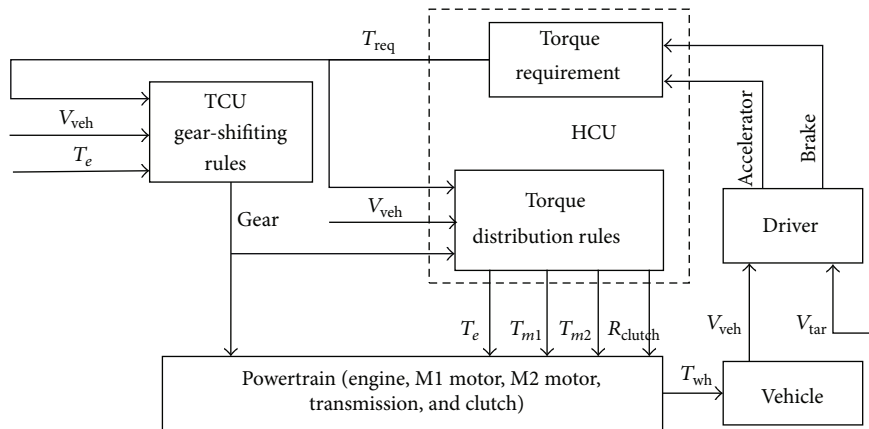 T_req
Torque
requirement
TCU
gear-shifiting
rules
V_veh
T_e
HCU
Accelerator
Brake
Gear
V_veh
Torque
distribution rules
Driver
T_e
T_m1
T_m2
R_clutch
V_veh
V_tar
Powertrain (engine, M1 motor, M2 motor,
transmission, and clutch)
T_wh
Vehicle